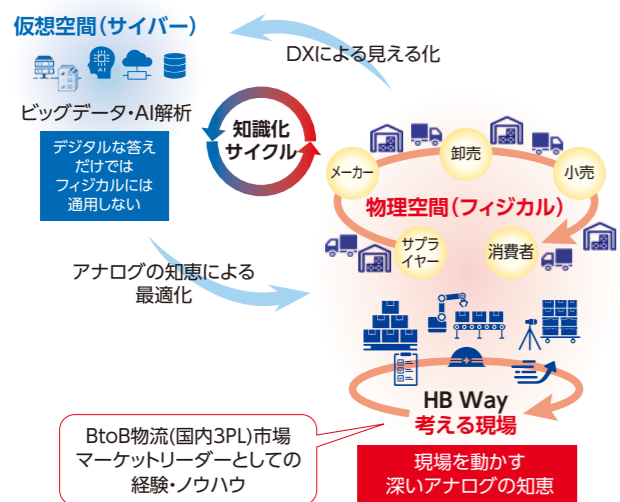 仮想空間(サイバー)
AI
ビッグデータ・AI解析
デジタルな答え
だけでは
フィジカルには
通用しない
DXによる見える化
知識化
サイクル
メーカー
卸売
小売
物理空間(フィジカル)
サプラ
イヤー
消費者
アナログの知恵による
最適化
HB Way
考える現場
BtoB物流(国内3PL)市場
マーケットリーダーとしての
経験・ノウハウ
現場を動かす
深いアナログの知恵